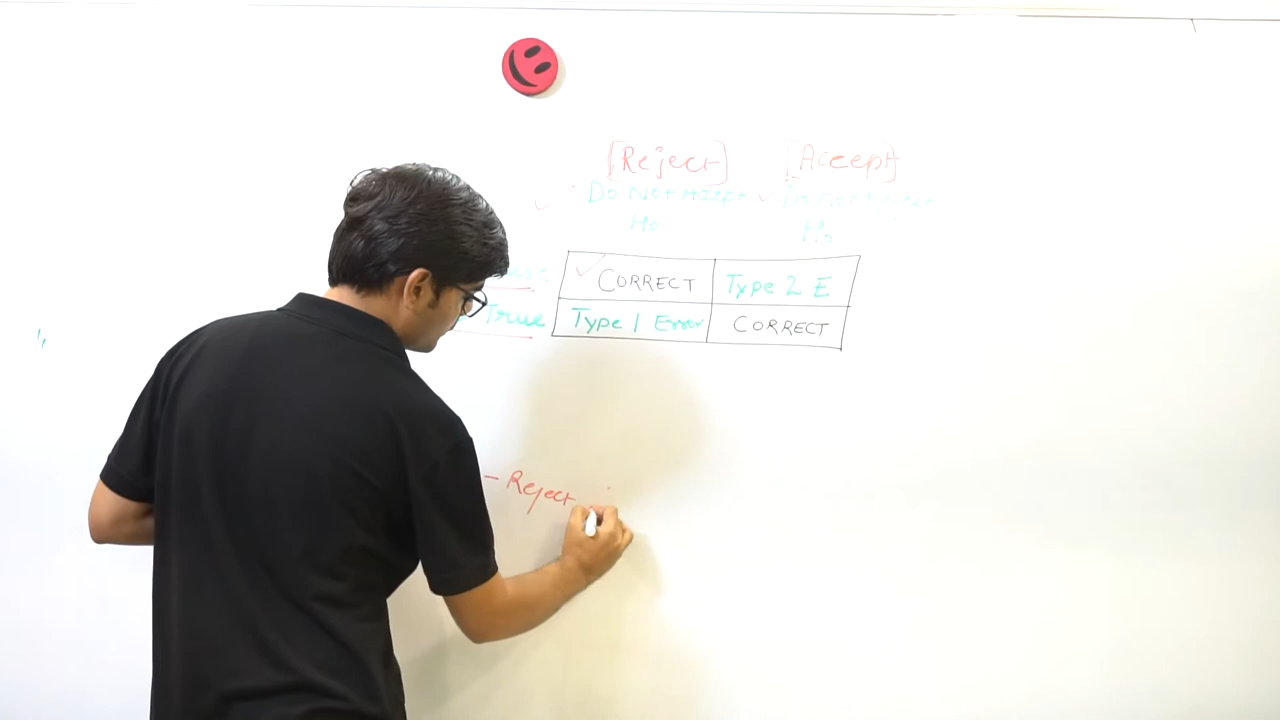 [Reject] [Accept]
Do Not Accept Do not Reject
Ho Ho
CORRECT Type 2 E
True Type 1 Error CORRECT
- Reject